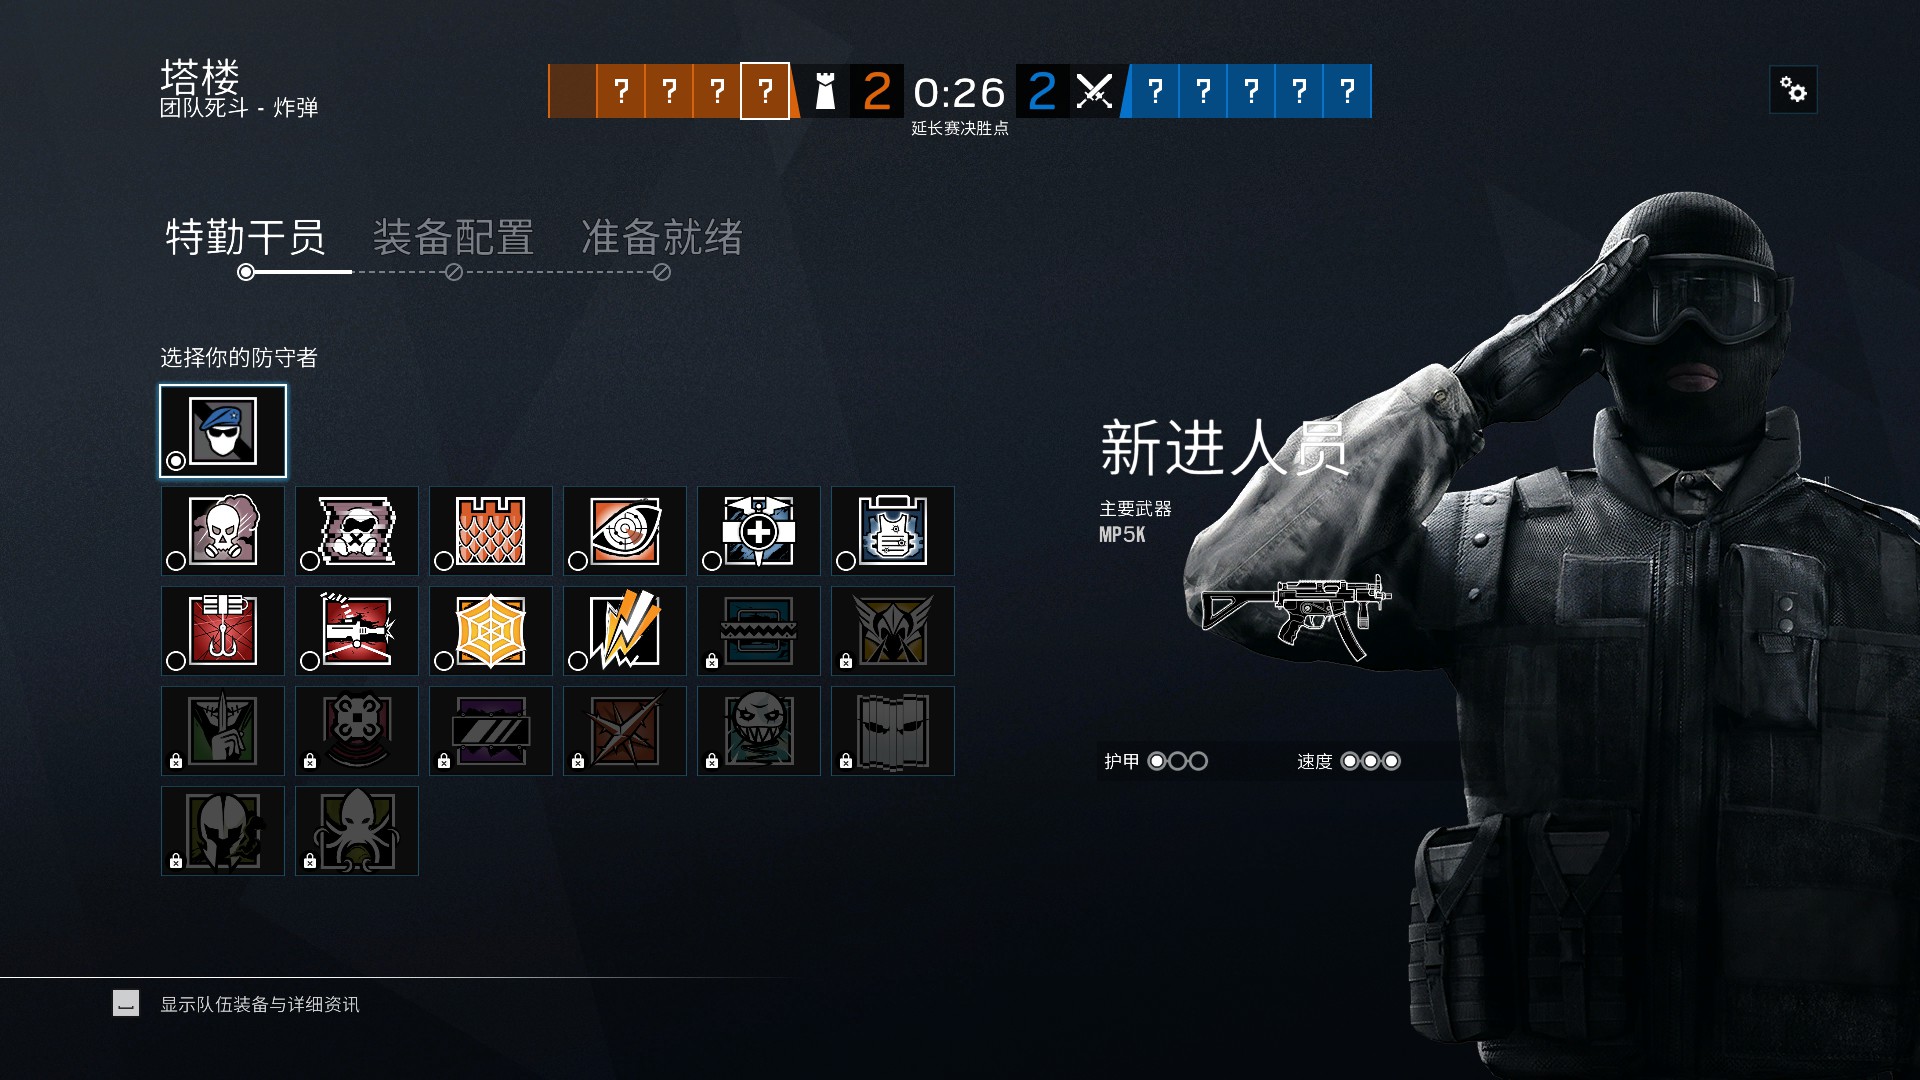 塔楼
团队死斗 - 炸弹
? ? ? ? 2 0:26 2 ? ? ? ? ?
延长赛决胜点
特勤干员 装备配置 准备就绪
选择你的防守者
新进人员
主要武器
MP5K
护甲 速度
显示队伍装备与详细资讯